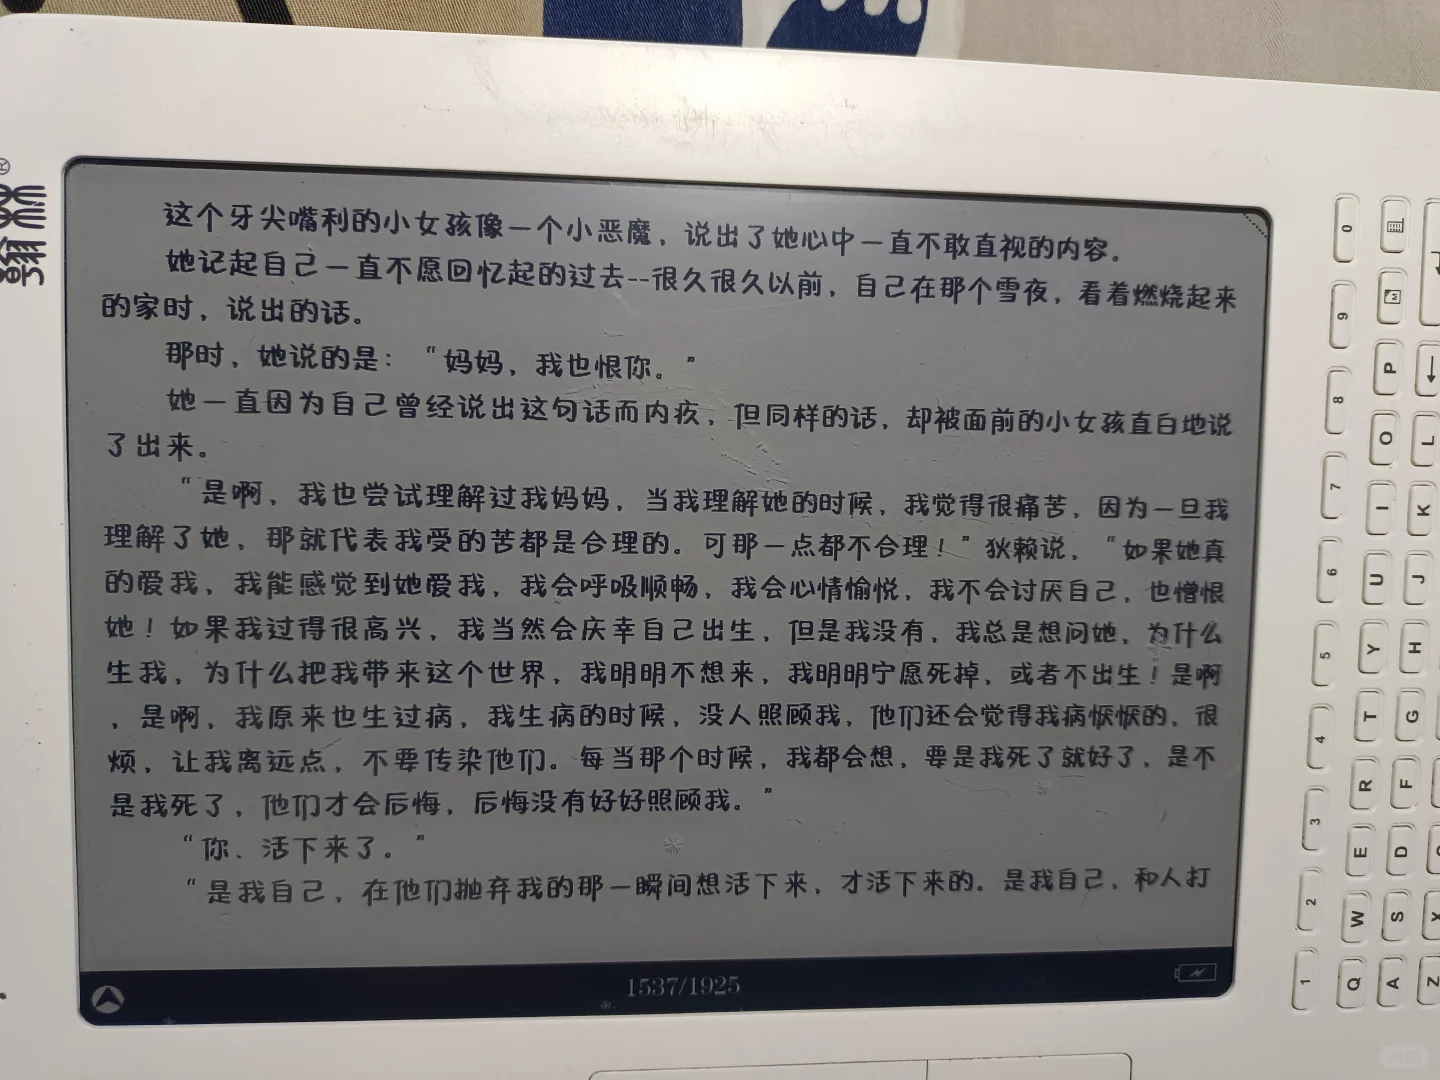 这个牙尖嘴利的小女孩像一个小恶魔，说出了她心中一直不敢直视的内容。
她记起自己一直不愿回忆起的过去--很久很久以前，自己在那个雪夜，看着燃烧起来
的家时，说出的话。
那时，她说的是：“妈妈，我也恨你。”
她一直因为自己曾经说出这句话而内疚，但同样的话，却被面前的小女孩直白地说
了出来。
“是啊，我也尝试理解过我妈妈，当我理解她的时候，我觉得很痛苦，因为一旦我
理解了她，那就代表我受的苦都是合理的。可那一点都不合理！”狄赖说，“如果她真
的爱我，我能感觉到她爱我，我会呼吸顺畅，我会心情愉悦，我不会讨厌自己，也憎恨
她！如果我过得很高兴，我当然会庆幸自己出生，但是我没有，我总是想问她，为什么
生我，为什么把我带来这个世界，我明明不想来，我明明宁愿死掉，或者不出生！是啊
，是啊，我原来也生过病，我生病的时候，没人照顾我，他们还会觉得我病恹恹的、很
烦，让我离远点，不要传染他们。每当那个时候，我都会想，要是我死了就好了，是不
是我死了，他们才会后悔，后悔没有好好照顾我。”
“你、活下来了。”
“是我自己，在他们抛弃我的那一瞬间想活下来，才活下来的。是我自己，和人打
1537/1925
0
9
8
7
6
5
4
3
2
1
P
O
I
U
Y
T
R
E
W
Q
L
K
J
H
G
F
D
S
A
X
Z